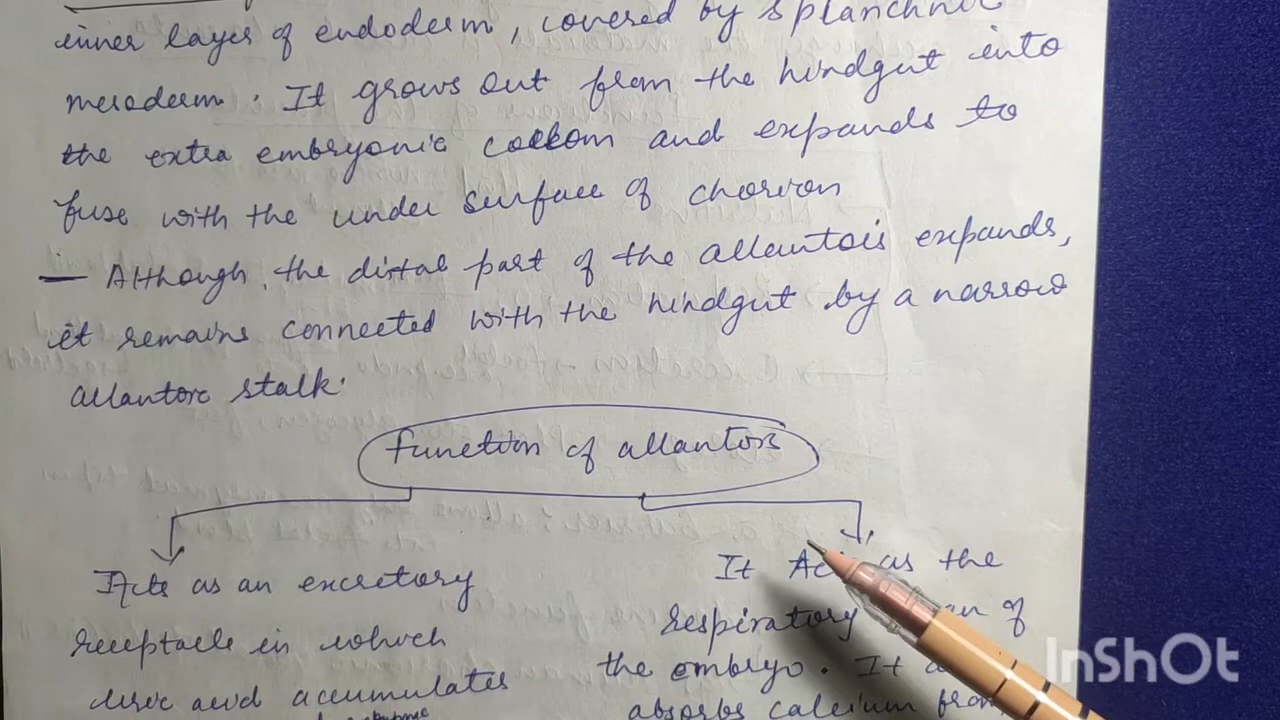 inner layer of endoderm, covered by splanchnic
mesoderm. It grows out from the hindgut into
the extra embryonic coelom and expands to
fuse with the under surface of chorion
— Although, the distal part of the allantois expands,
it remains connected with the hindgut by a narrow
allantoic stalk.
Function of allantois
It Acts as an excretory
receptacle in which
uric acid accumulates
It as the
Respiratory of
the embryo. It
absorbs calcium from
InShOt